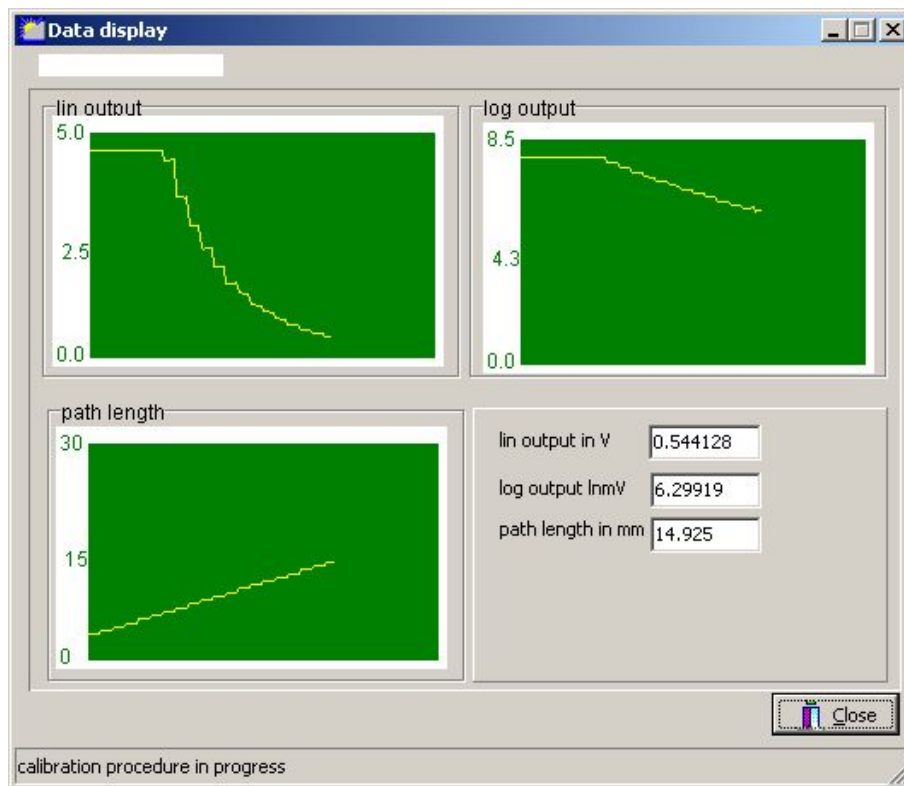 Data display
lin output
5.0
2.5
0.0
log output
8.5
4.3
0.0
path length
30
15
0
lin output in V 0.544128
log output lnmV 6.29919
path length in mm 14.925
Close
calibration procedure in progress